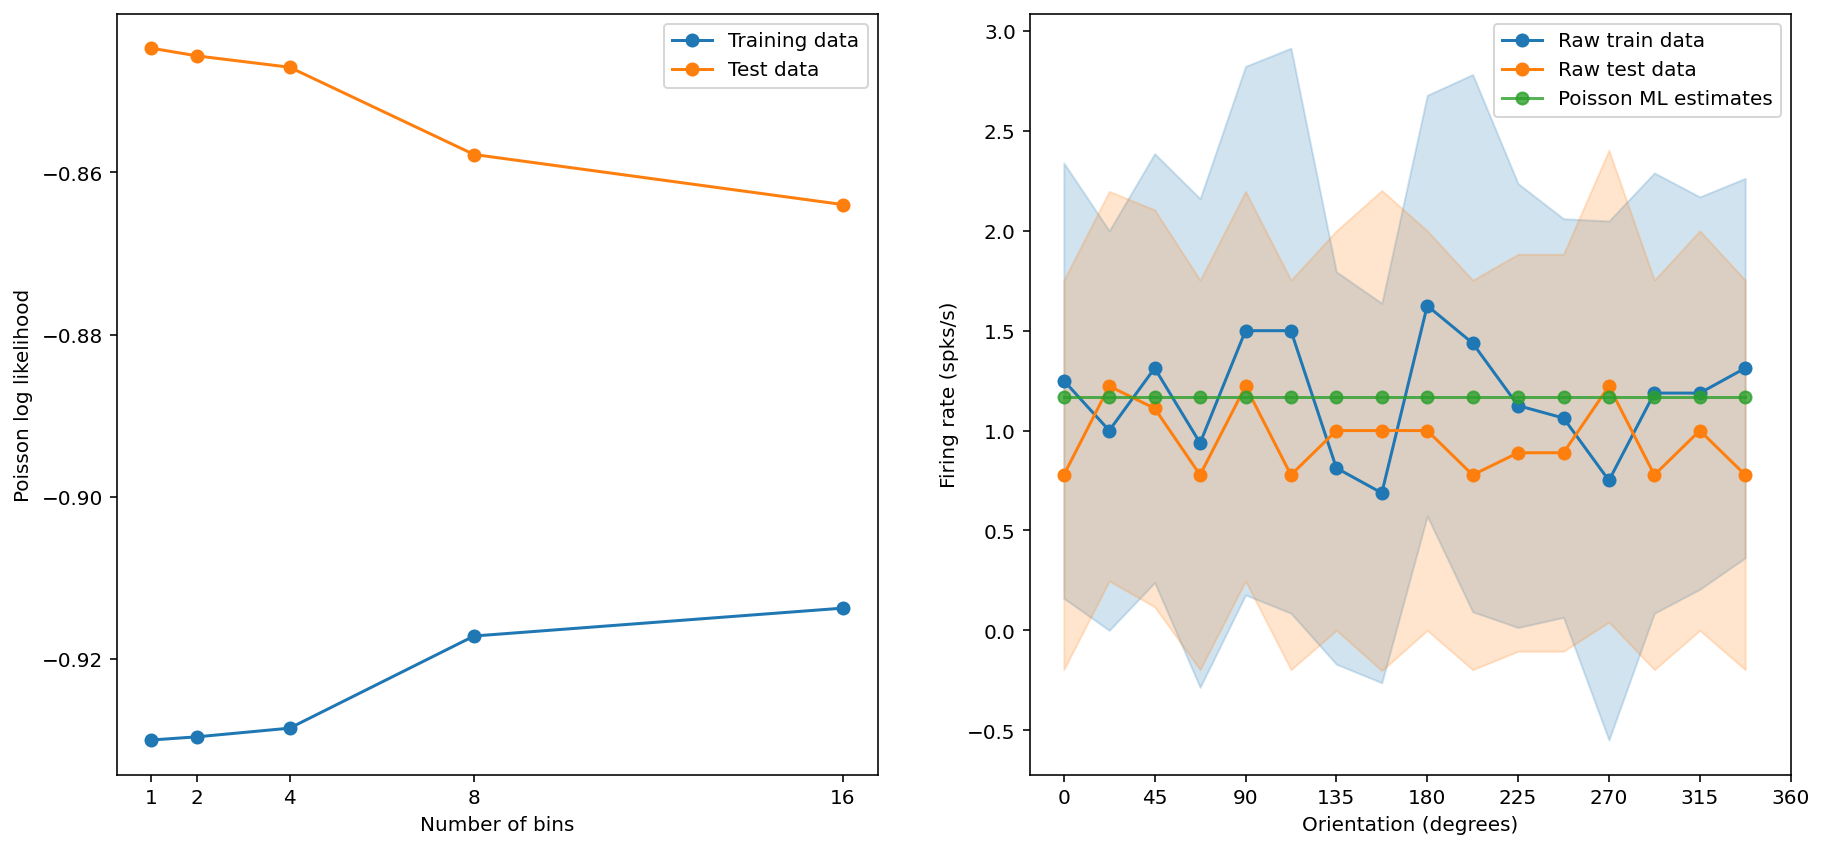 Training data
Test data
−0.86
−0.88
−0.90
−0.92
Poisson log likelihood
1 2 4 8 16
Number of bins
Raw train data
Raw test data
Poisson ML estimates
3.0
2.5
2.0
1.5
1.0
0.5
0.0
−0.5
Firing rate (spks/s)
0 45 90 135 180 225 270 315 360
Orientation (degrees)